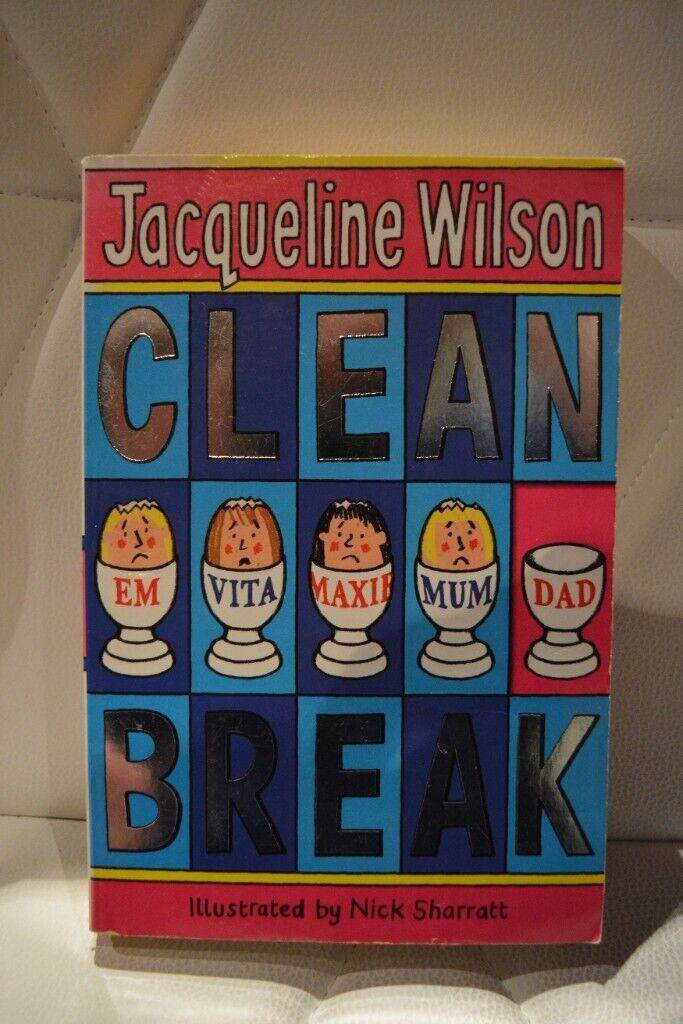 Jacqueline Wilson
CLEAN
EM VITA MAXIE MUM DAD
BREAK
Illustrated by Nick Sharratt